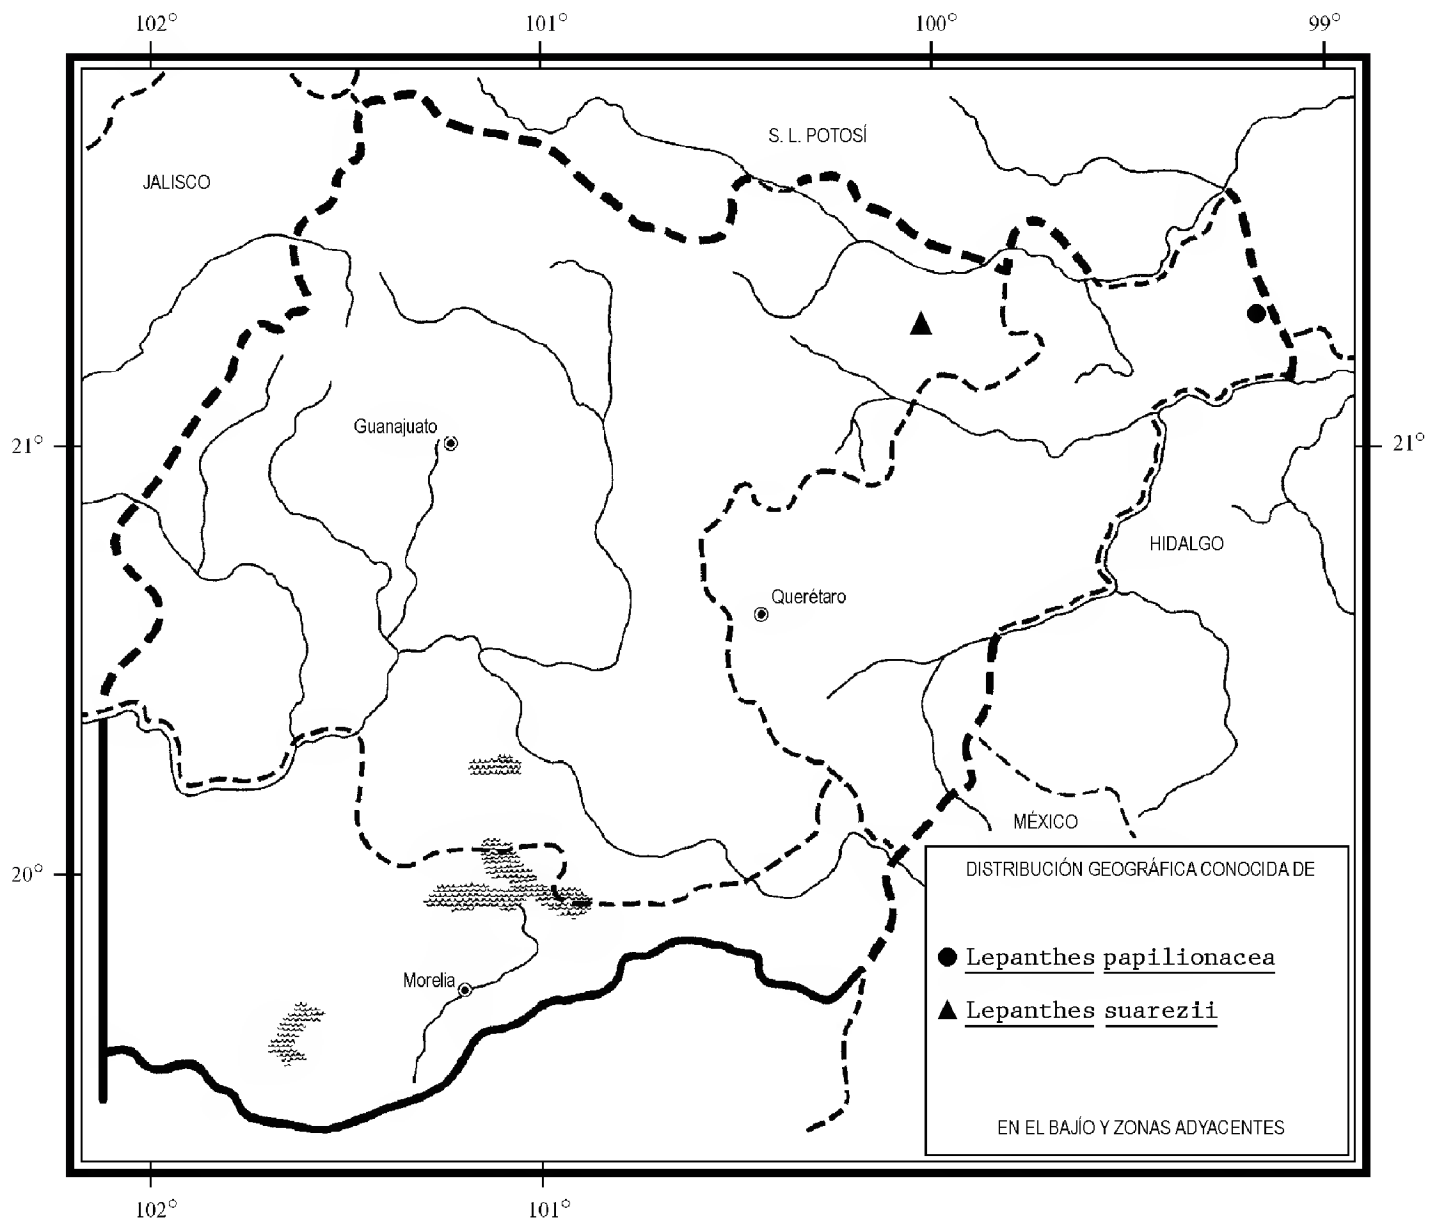 102° 101° 100° 99°
S. L. POTOSÍ
JALISCO
Guanajuato
21° 21°
HIDALGO
Querétaro
MÉXICO
20°
DISTRIBUCIÓN GEOGRÁFICA CONOCIDA DE
Lepanthes papilionacea
Morelia
Lepanthes suarezii
EN EL BAJÍO Y ZONAS ADYACENTES
102° 101°